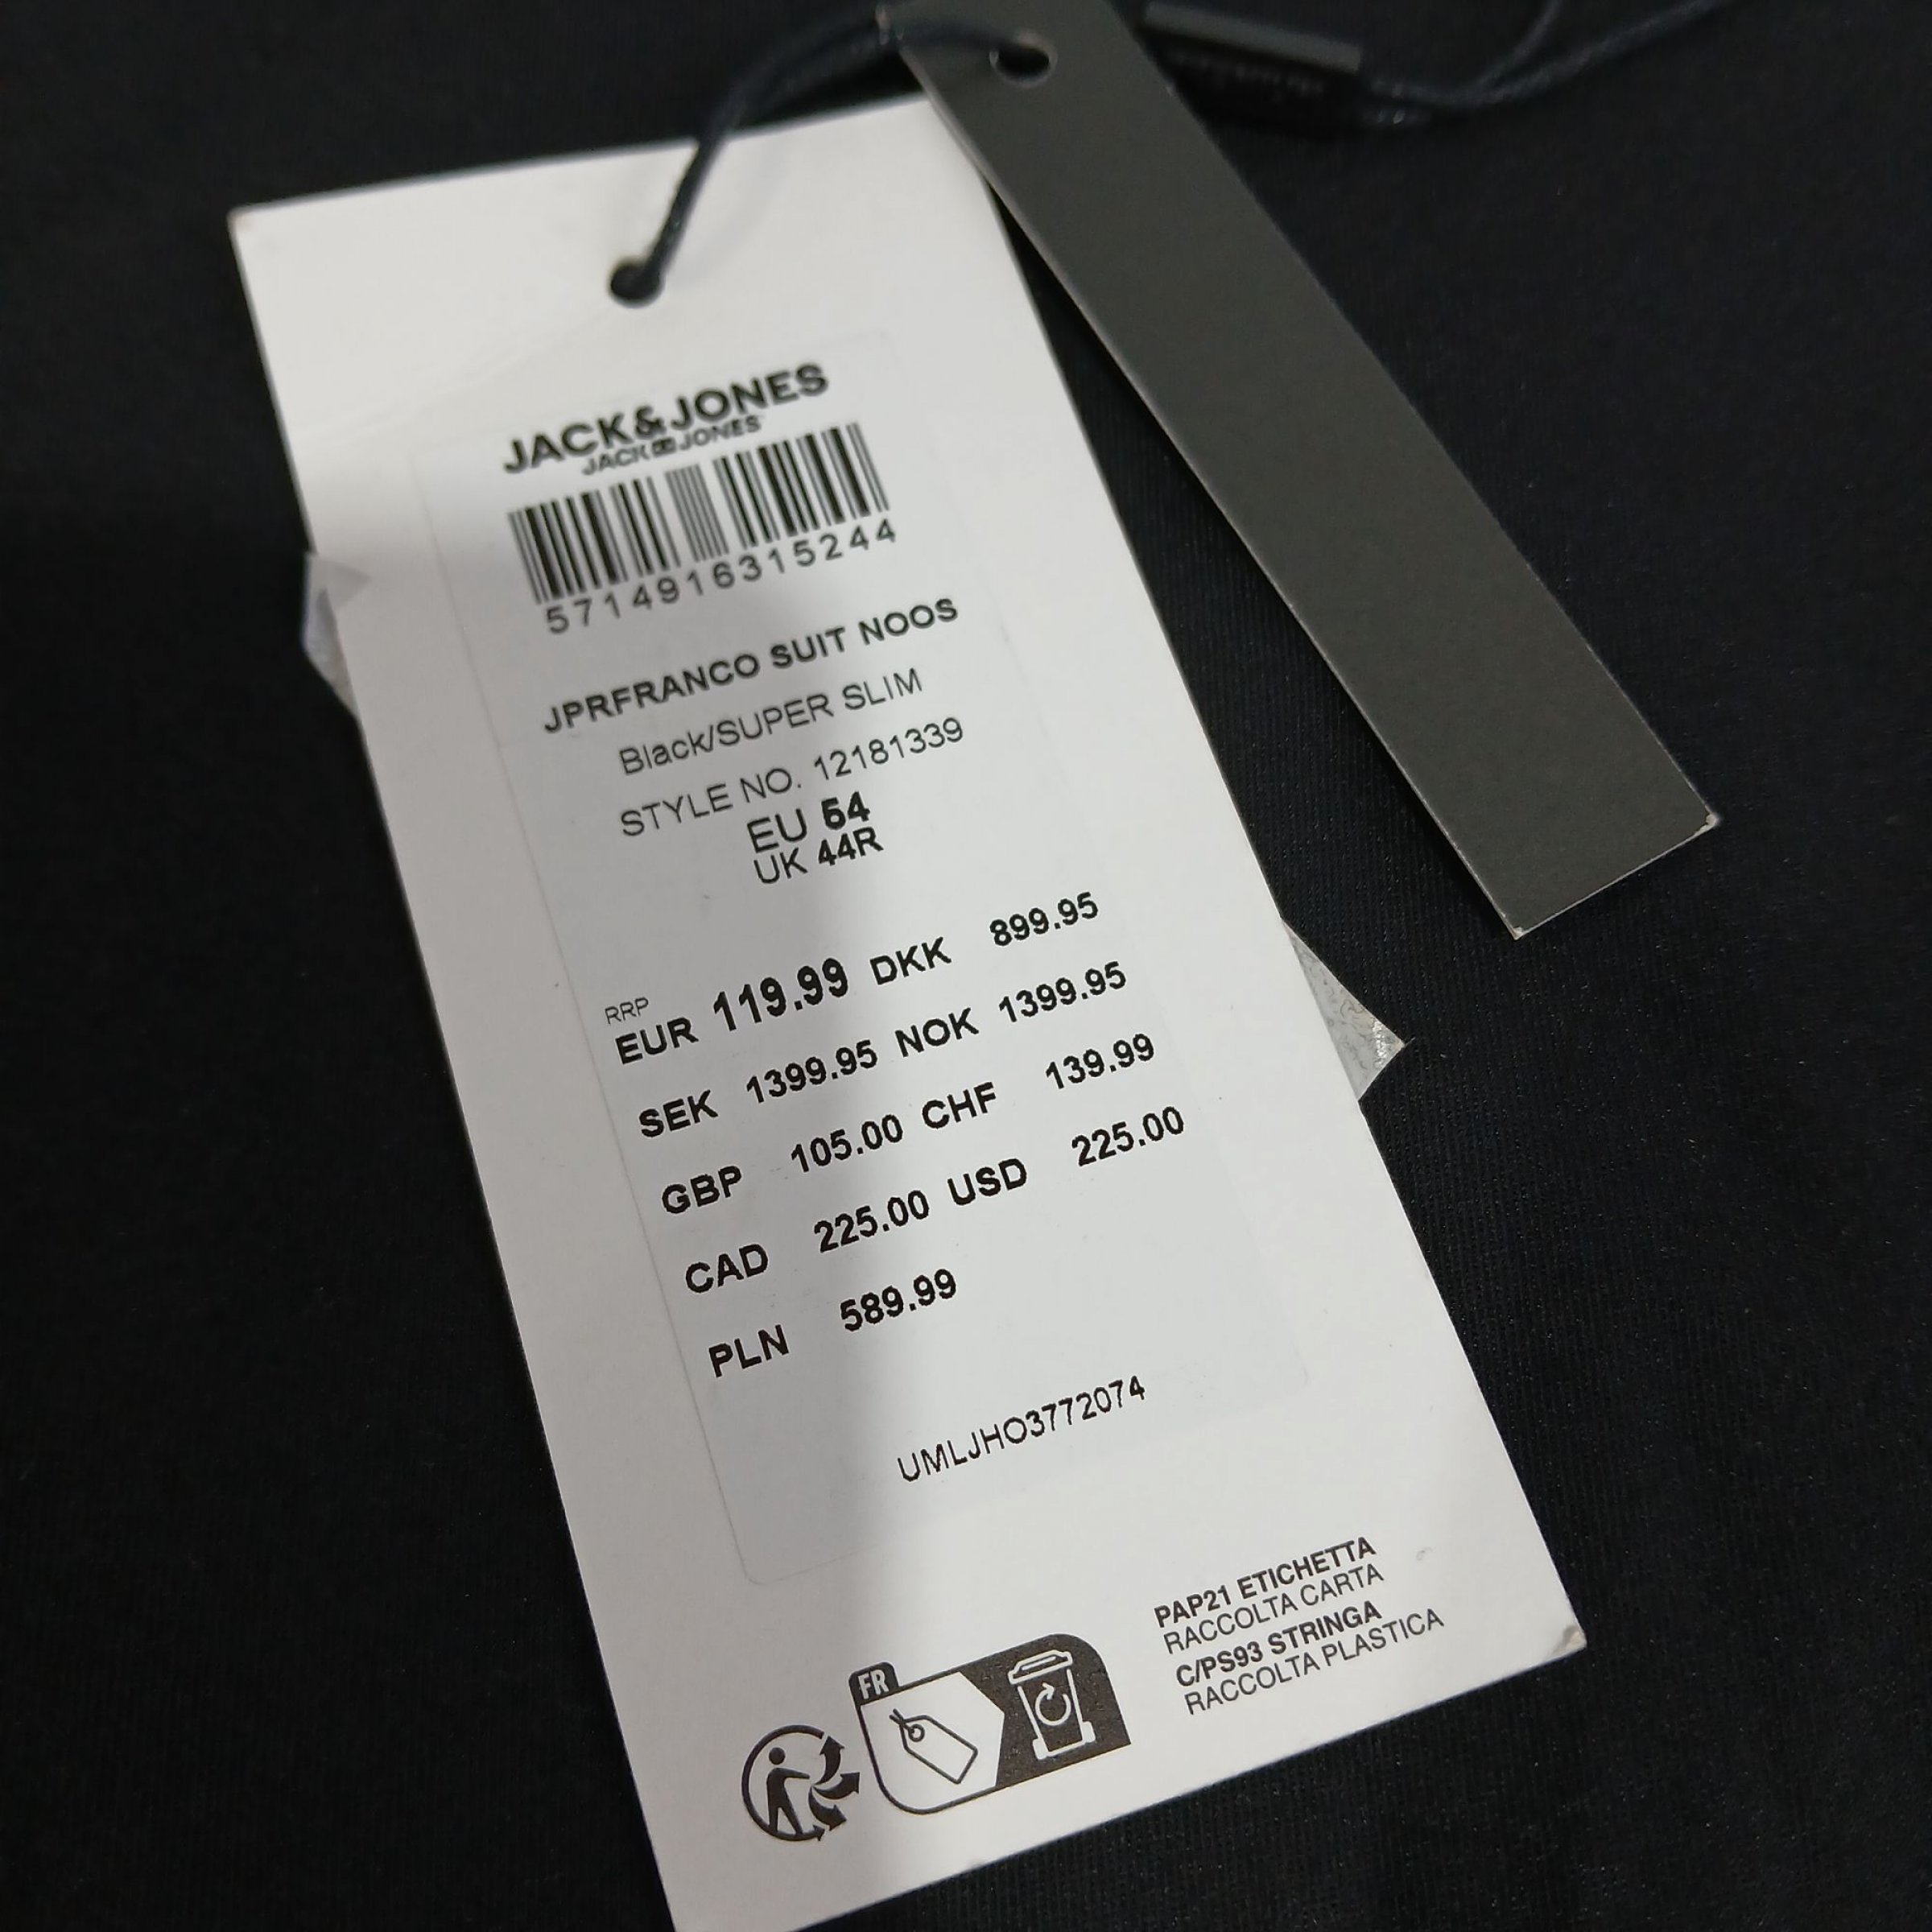 JACK&JONES
JACK & JONES
5714916315244
JPRFRANCO SUIT NOOS
Black/SUPER SLIM
STYLE NO. 12181339
EU 54
UK 44R
RRP
EUR 119.99 DKK 899.95
SEK 1399.95 NOK 1399.95
GBP 105.00 CHF 139.99
CAD 225.00 USD 225.00
PLN 589.99
UMLJHO3772074
PAP21 ETICHETTA
RACCOLTA CARTA
C/PS93 STRINGA
RACCOLTA PLASTICA
FR